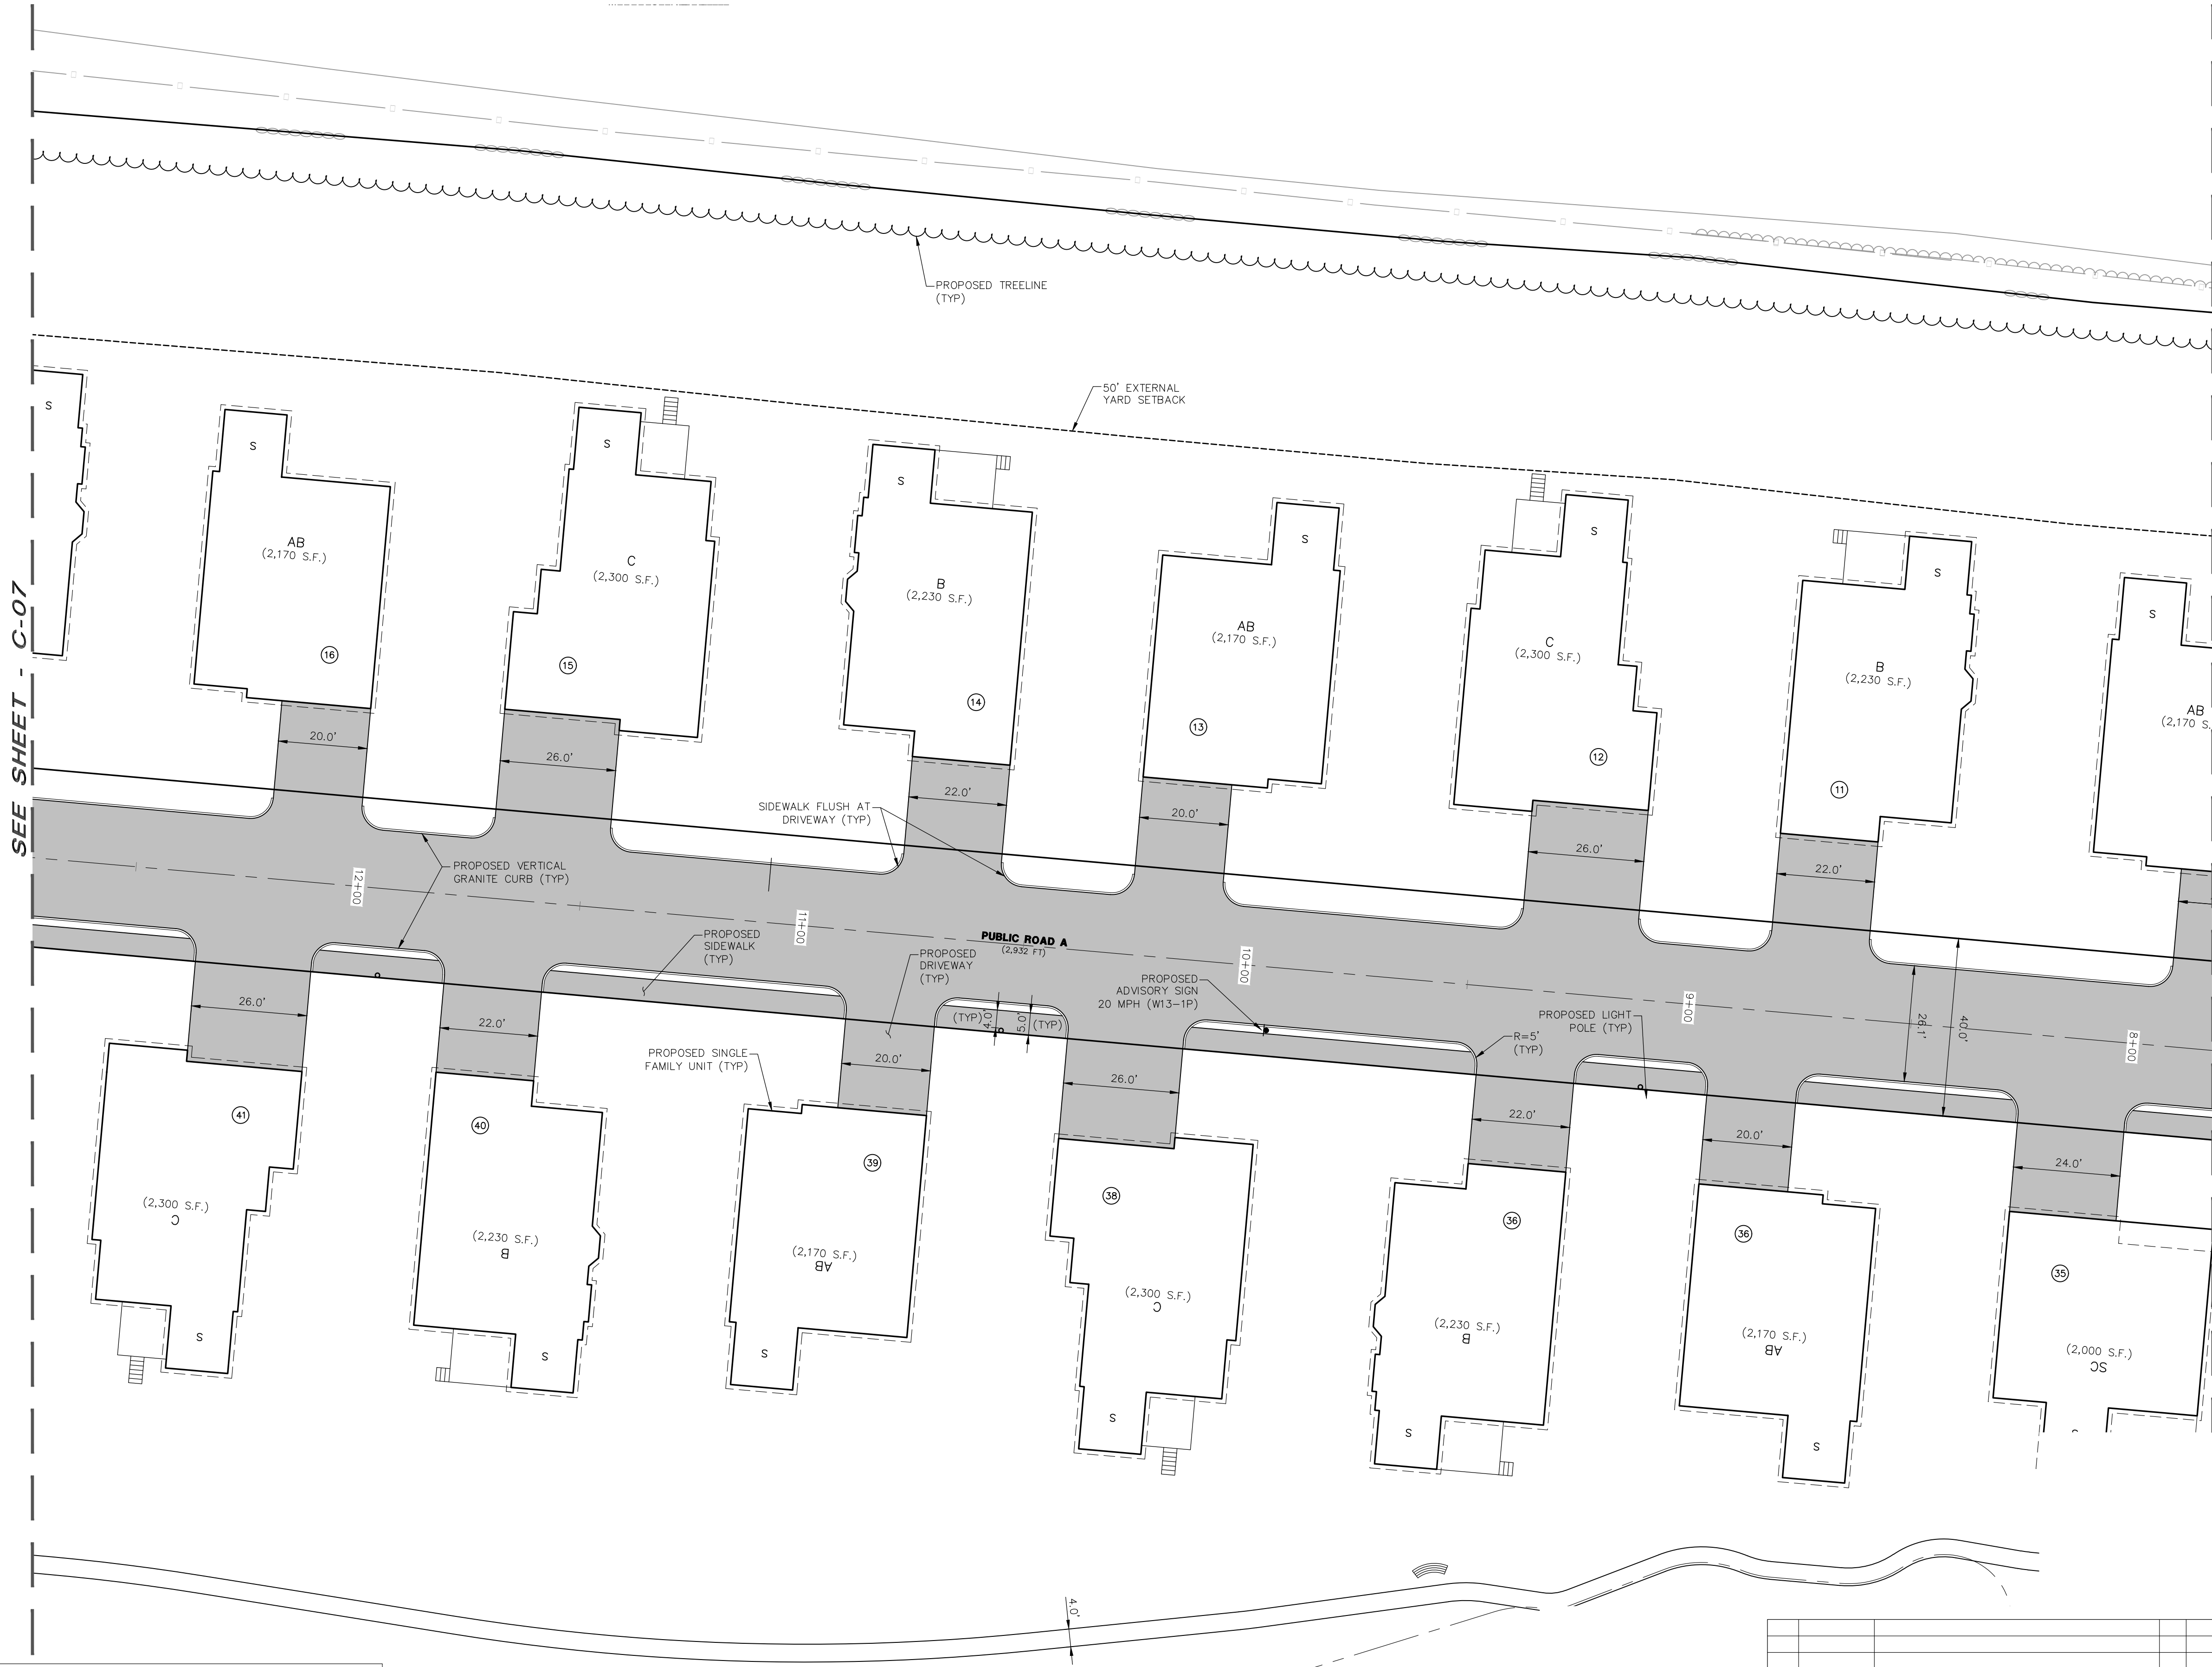 PROPOSED TREELINE
(TYP)
50' EXTERNAL
YARD SETBACK
SEE SHEET - C-07
S
S
AB
(2,170 S.F.)
16
S
C
(2,300 S.F.)
15
S
B
(2,230 S.F.)
14
S
AB
(2,170 S.F.)
13
S
C
(2,300 S.F.)
12
S
B
(2,230 S.F.)
11
S
AB
(2,170 S.
20.0'
26.0'
22.0'
20.0'
26.0'
22.0'
SIDEWALK FLUSH AT
DRIVEWAY (TYP)
PROPOSED VERTICAL
GRANITE CURB (TYP)
12+00
11+00
10+00
9+00
8+00
PUBLIC ROAD A
(2,932 FT)
PROPOSED
SIDEWALK
(TYP)
PROPOSED
DRIVEWAY
(TYP)
PROPOSED
ADVISORY SIGN
20 MPH (W13-1P)
PROPOSED LIGHT
POLE (TYP)
R=5'
(TYP)
26.1'
40.0'
(TYP)
4.0'
5.0'
(TYP)
PROPOSED SINGLE
FAMILY UNIT (TYP)
26.0'
22.0'
20.0'
26.0'
22.0'
20.0'
24.0'
41
(2,300 S.F.)
C
S
40
(2,230 S.F.)
B
S
39
(2,170 S.F.)
AB
S
38
(2,300 S.F.)
C
S
36
(2,230 S.F.)
B
S
36
(2,170 S.F.)
AB
S
35
(2,000 S.F.)
SC
4.0'